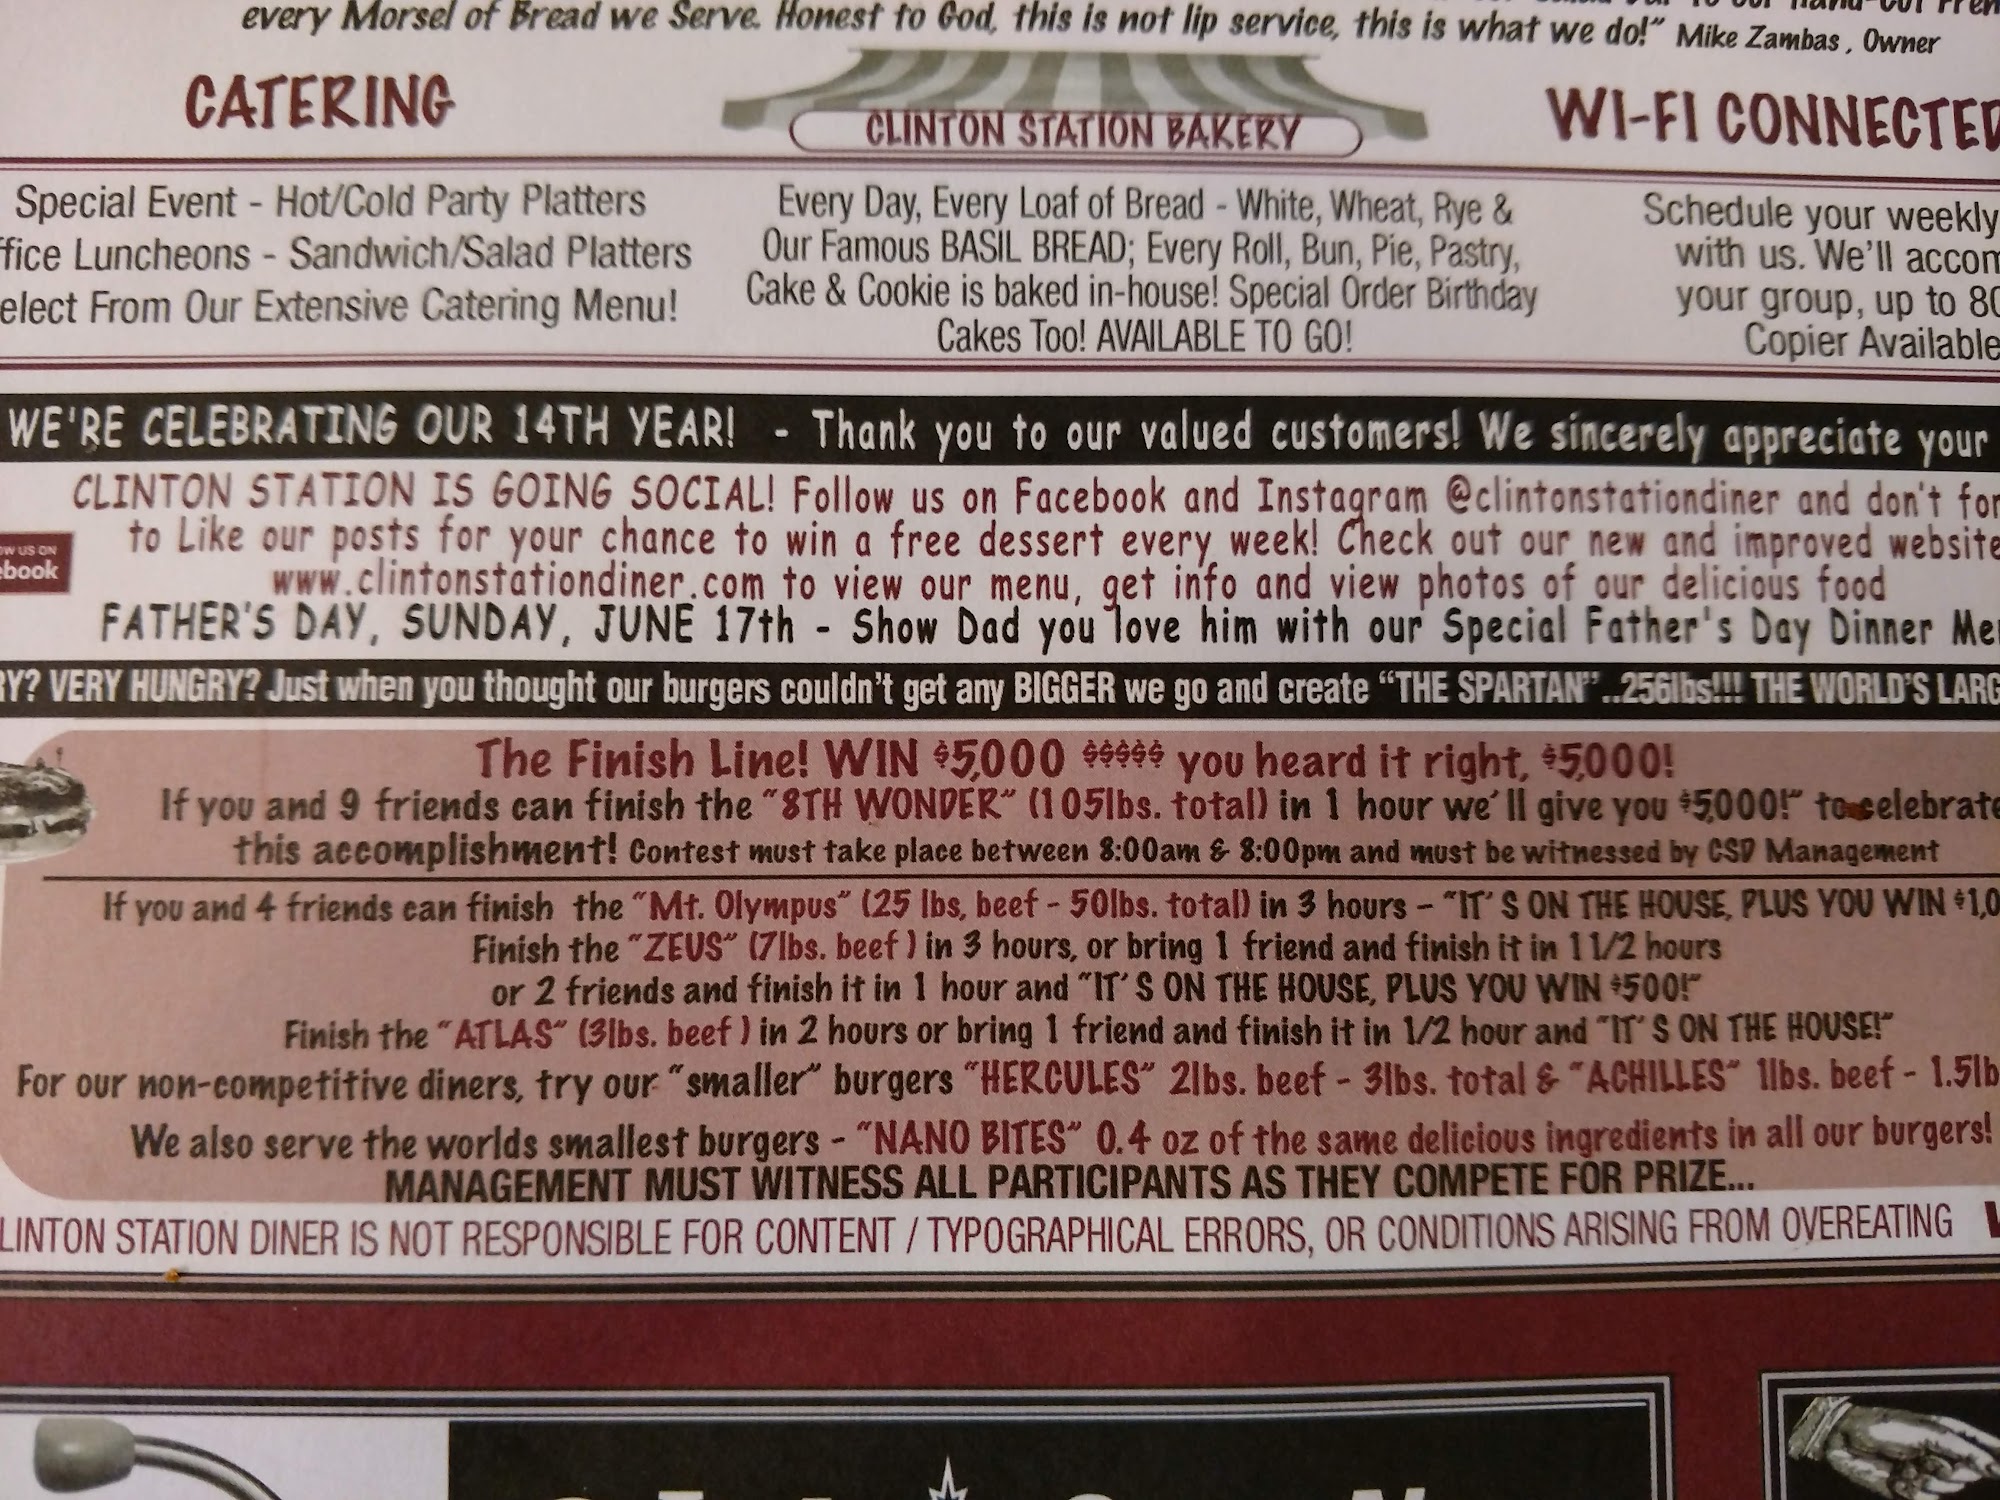 every Morsel of Bread we Serve. Honest to God, this is not lip service, this is what we do!" Mike Zambas, Owner
CATERING
Special Event - Hot/Cold Party Platters
ffice Luncheons - Sandwich/Salad Platters
elect From Our Extensive Catering Menu!
CLINTON STATION BAKERY
Every Day, Every Loaf of Bread - White, Wheat, Rye &
Our Famous BASIL BREAD; Every Roll, Bun, Pie, Pastry,
Cake & Cookie is baked in-house! Special Order Birthday
Cakes Too! AVAILABLE TO GO!
WI-FI CONNECTED
Schedule your weekly
with us. We'll accom
your group, up to 80
Copier Available
WE'RE CELEBRATING OUR 14TH YEAR! - Thank you to our valued customers! We sincerely appreciate your
CLINTON STATION IS GOING SOCIAL! Follow us on Facebook and Instagram @clintonstationdiner and don't for
to Like our posts for your chance to win a free dessert every week! Check out our new and improved website
www.clintonstationdiner.com to view our menu, get info and view photos of our delicious food
OW US ON
ebook
FATHER'S DAY, SUNDAY, JUNE 17th - Show Dad you love him with our Special Father's Day Dinner Me
RY? VERY HUNGRY? Just when you thought our burgers couldn't get any BIGGER we go and create "THE SPARTAN"..256lbs!!! THE WORLD'S LARG
The Finish Line! WIN $5,000 $$$$$ you heard it right, $5,000!
If you and 9 friends can finish the "8TH WONDER" (105lbs. total) in 1 hour we'll give you $5,000!" to celebrate
this accomplishment! Contest must take place between 8:00am & 8:00pm and must be witnessed by CSD Management
If you and 4 friends can finish the "Mt. Olympus" (25 lbs, beef - 50lbs. total) in 3 hours - "IT'S ON THE HOUSE, PLUS YOU WIN $1,0
Finish the "ZEUS" (7lbs. beef ) in 3 hours, or bring 1 friend and finish it in 1 1/2 hours
or 2 friends and finish it in 1 hour and "IT'S ON THE HOUSE, PLUS YOU WIN $500!"
Finish the "ATLAS" (3lbs. beef ) in 2 hours or bring 1 friend and finish it in 1/2 hour and "IT'S ON THE HOUSE!"
For our non-competitive diners, try our "smaller" burgers "HERCULES" 2lbs. beef - 3lbs. total & "ACHILLES" 1lbs. beef - 1.5lb
We also serve the worlds smallest burgers - "NANO BITES" 0.4 oz of the same delicious ingredients in all our burgers!
MANAGEMENT MUST WITNESS ALL PARTICIPANTS AS THEY COMPETE FOR PRIZE...
LINTON STATION DINER IS NOT RESPONSIBLE FOR CONTENT / TYPOGRAPHICAL ERRORS, OR CONDITIONS ARISING FROM OVEREATING